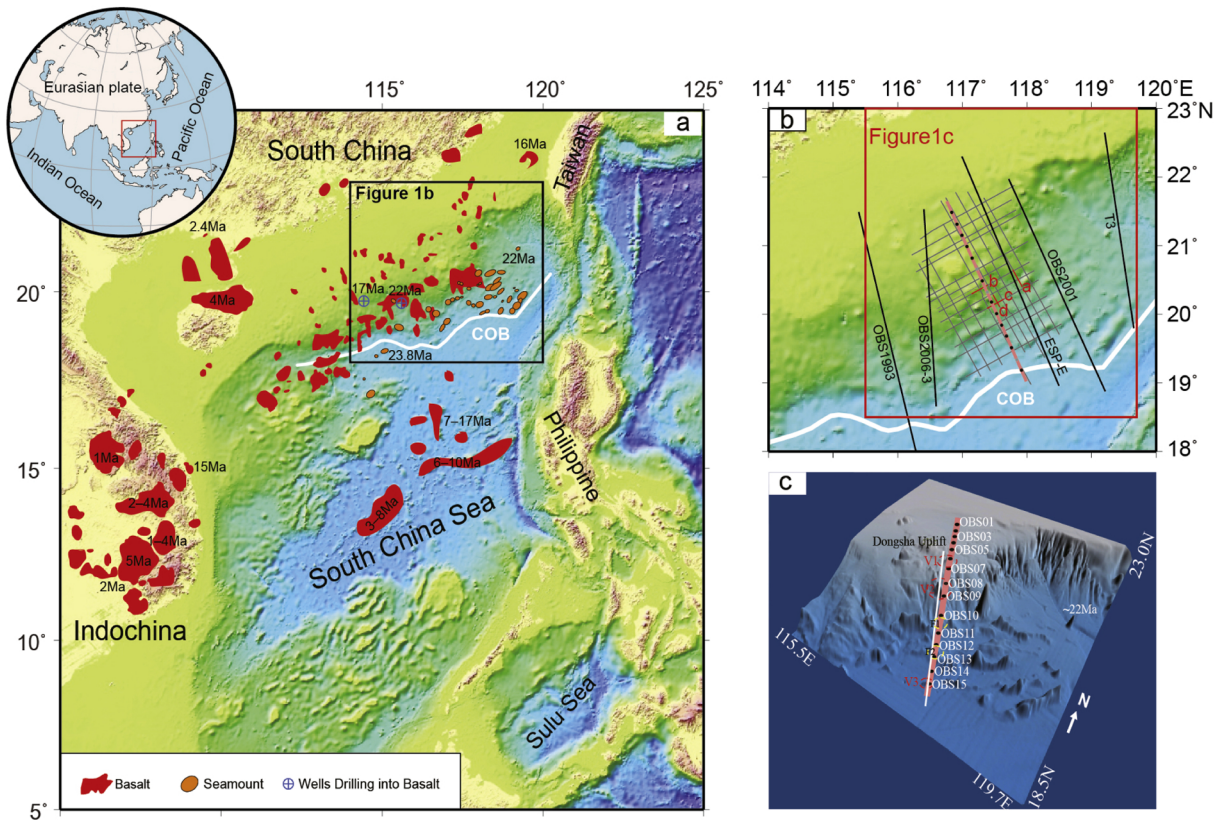 Eurasian plate
Pacific Ocean
Indian Ocean
115° 120° 125°
a
South China
16Ma
Taiwan
Figure 1b
2.4Ma
22Ma
17Ma 22Ma
4Ma
20°
COB
23.8Ma
7–17Ma
Philippine
6–10Ma
1Ma
15Ma
15°
2–4Ma
3–8Ma
South China Sea
1–4Ma
5Ma
2Ma
Indochina
10°
Sulu Sea
Basalt Seamount Wells Drilling into Basalt
5°
114 115° 116° 117° 118° 119° 120°E
b
23°N
Figure1c
22°
T3
21°
OBS2001
b a
c
d
20°
OBS1993
OBS2006-3
ESP-E
19°
COB
18°
c
OBS01
OBS03
Dongsha Uplift
OBS05
OBS07
OBS08
OBS09
OBS10
OBS11
OBS12
OBS13
OBS14
OBS15
~22Ma
23.0N
115.5E
N
119.7E
18.5N